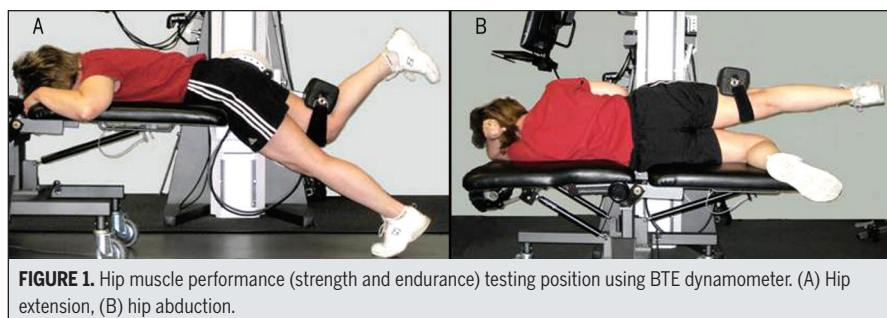 A
B
FIGURE 1. Hip muscle performance (strength and endurance) testing position using BTE dynamometer. (A) Hip
extension, (B) hip abduction.